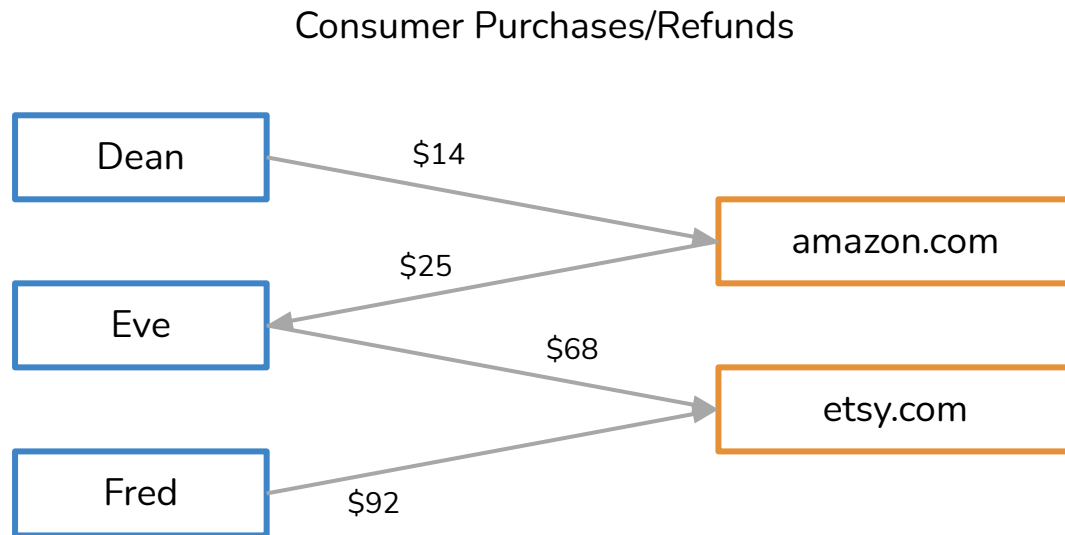 Consumer Purchases/Refunds
Dean
$14
amazon.com
$25
Eve
$68
etsy.com
Fred
$92